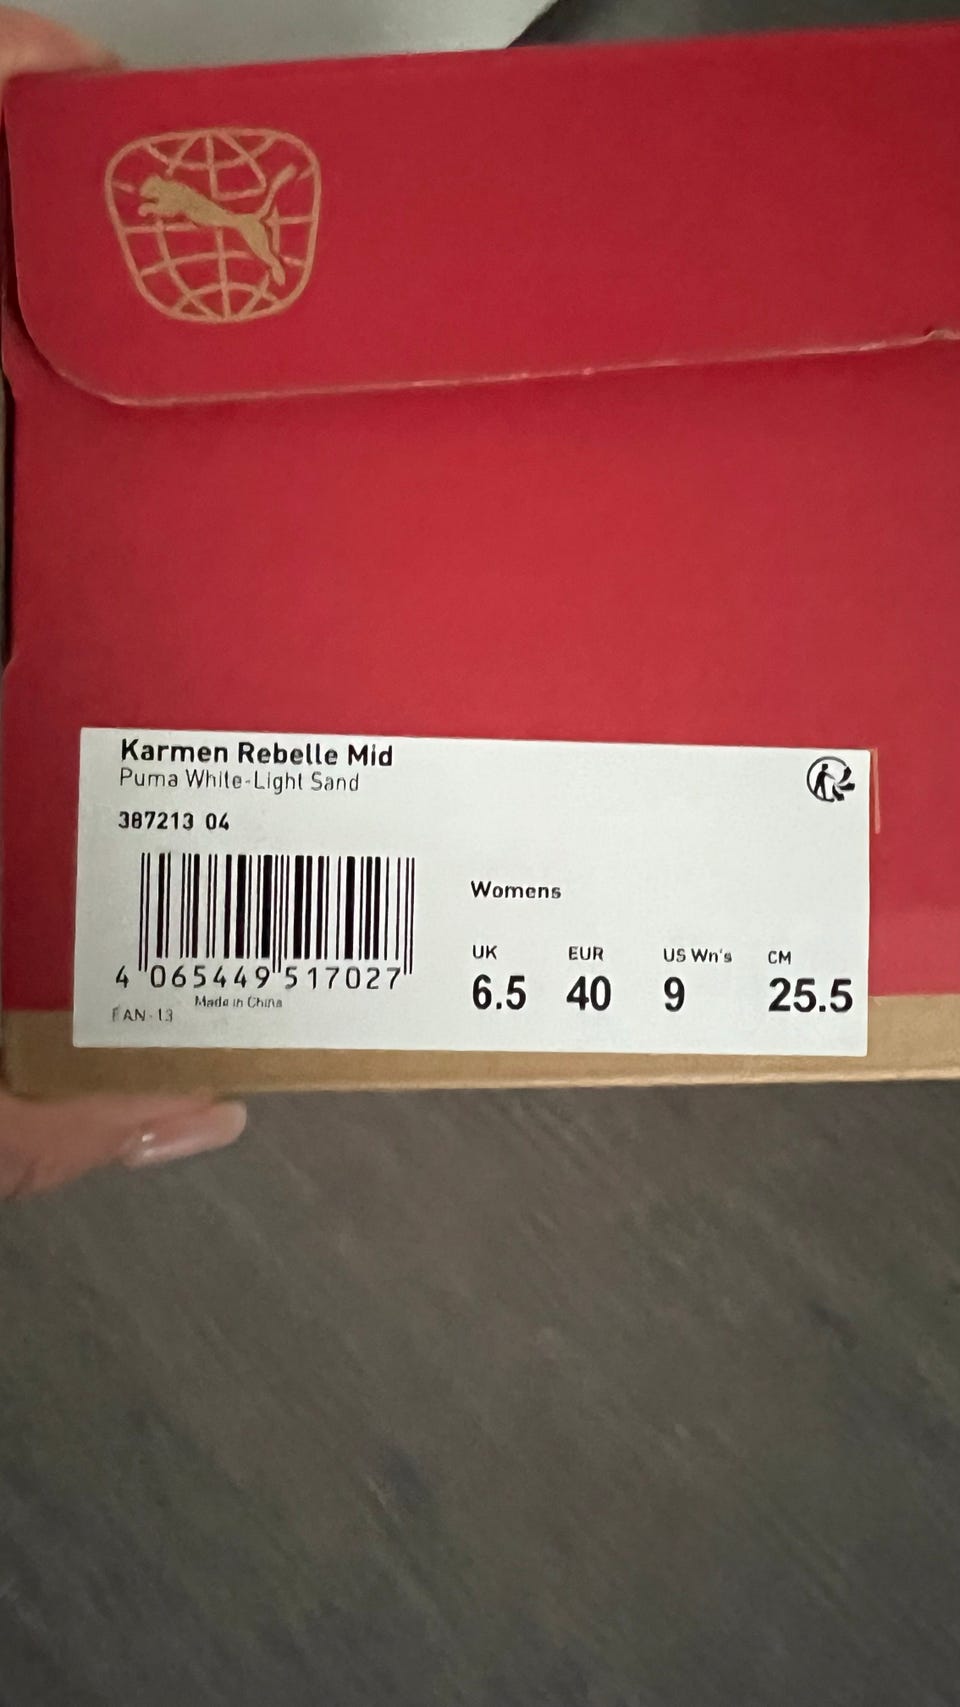 Karmen Rebelle Mid
Puma White-Light Sand
387213 04
4 065449 517027
Made in China
EAN-13
Womens
UK EUR US Wn's CM
6.5 40 9 25.5